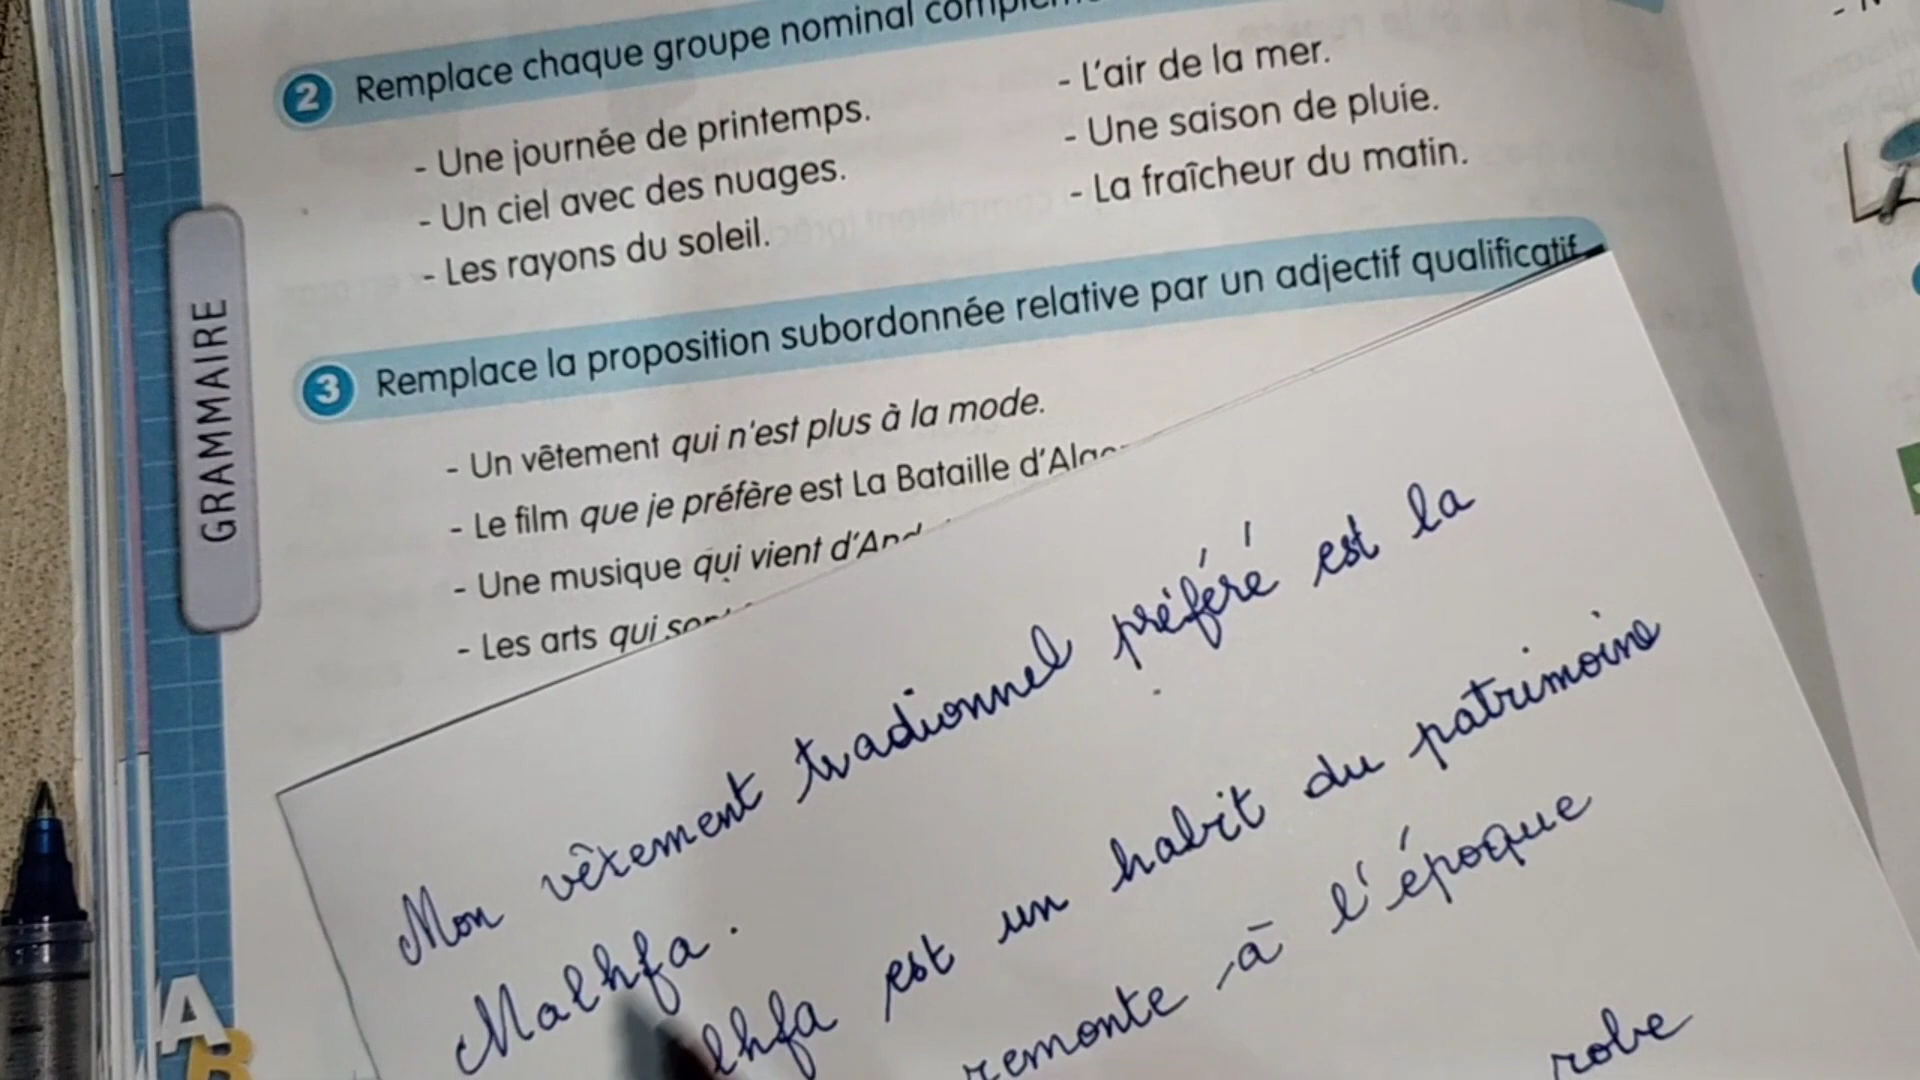 2 Remplace chaque groupe nominal
- Une journée de printemps.
- Un ciel avec des nuages.
- Les rayons du soleil.
- L'air de la mer.
- Une saison de pluie.
- La fraîcheur du matin.
GRAMMAIRE
3 Remplace la proposition subordonnée relative par un adjectif qualificatif
- Un vêtement qui n'est plus à la mode.
- Le film que je préfère est La Bataille
- Une musique qui vient
- Les arts qui
Mon vêtement tradionnel préféré est la
Malhfa.
est un habit du patrimoine
remonte à l'époque
robe
A
B